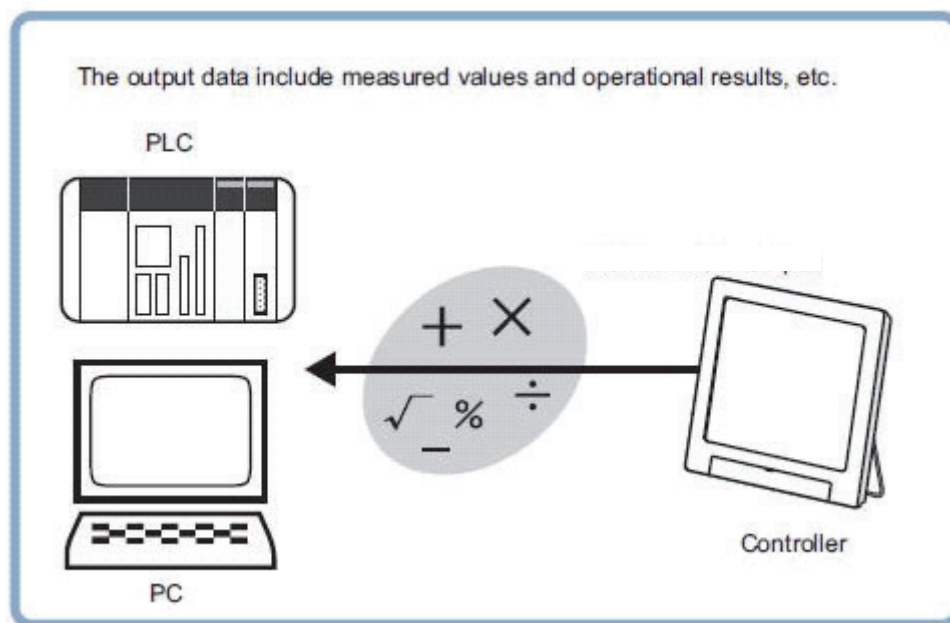 The output data include measured values and operational results, etc.
PLC
+ ×
√ % ÷
−
Controller
PC